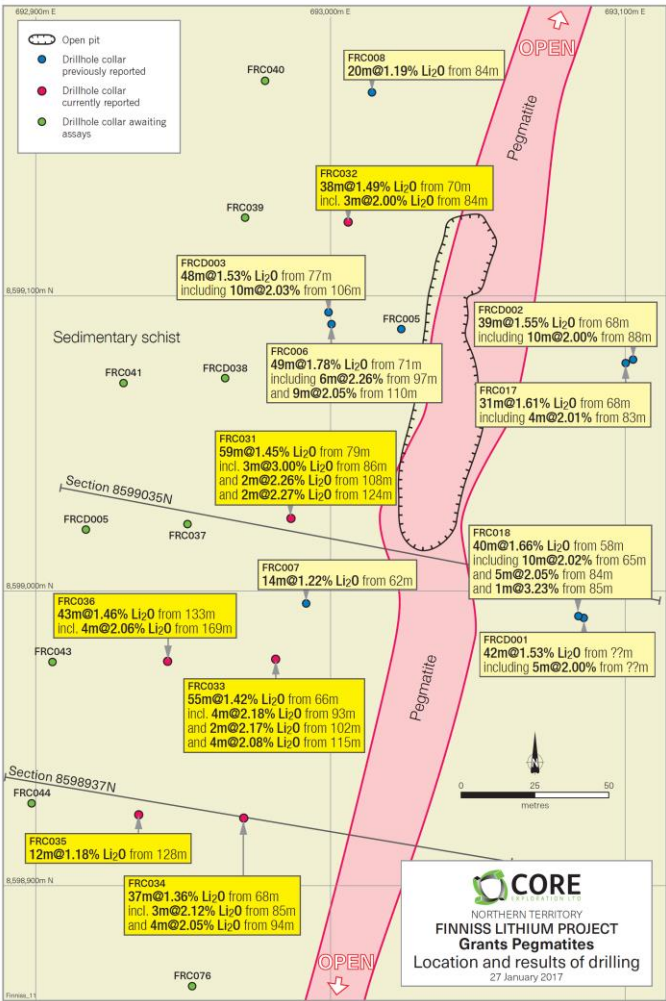 692,900m E
693,000m E
693,100m E
Open pit
Drillhole collar
previously reported
Drillhole collar
currently reported
Drillhole collar awaiting
assays
OPEN
FRC008
20m@1.19% Li2O from 84m
FRC040
Pegmatite
FRC032
38m@1.49% Li2O from 70m
incl. 3m@2.00% Li2O from 84m
FRC039
FRCD003
48m@1.53% Li2O from 77m
including 10m@2.03% from 106m
8,599,100m N
FRC005
FRCD002
39m@1.55% Li2O from 68m
including 10m@2.00% from 88m
Sedimentary schist
FRC006
49m@1.78% Li2O from 71m
including 6m@2.26% from 97m
and 9m@2.05% from 110m
FRC041
FRCD038
FRC017
31m@1.61% Li2O from 68m
including 4m@2.01% from 83m
FRC031
59m@1.45% Li2O from 79m
incl. 3m@3.00% Li2O from 86m
and 2m@2.26% Li2O from 108m
and 2m@2.27% Li2O from 124m
Section 8599035N
FRCD005
FRC037
FRC018
40m@1.66% Li2O from 58m
including 10m@2.02% from 65m
and 5m@2.05% from 84m
and 1m@3.23% from 85m
FRC007
14m@1.22% Li2O from 62m
8,599,000m N
FRC036
43m@1.46% Li2O from 133m
incl. 4m@2.06% Li2O from 169m
FRCD001
42m@1.53% Li2O from ??m
including 5m@2.00% from ??m
FRC043
Pegmatite
FRC033
55m@1.42% Li2O from 66m
incl. 4m@2.18% Li2O from 93m
and 2m@2.17% Li2O from 102m
and 4m@2.08% Li2O from 115m
N
Section 8598937N
FRC044
0 25 50
metres
FRC035
12m@1.18% Li2O from 128m
FRC034
37m@1.36% Li2O from 68m
incl. 3m@2.12% Li2O from 85m
and 4m@2.05% Li2O from 94m
8,598,900m N
CORE
EXPLORATION LTD
NORTHERN TERRITORY
FINNISS LITHIUM PROJECT
Grants Pegmatites
Location and results of drilling
27 January 2017
FRC076
OPEN
Finniss_11